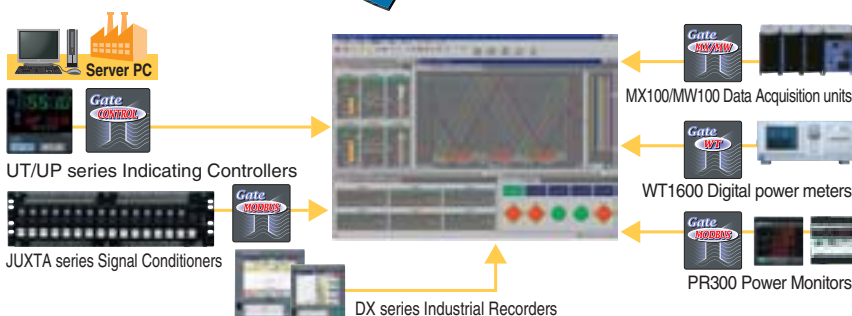 Server PC
Gate
CONTROL
UT/UP series Indicating Controllers
Gate
MODBUS
JUXTA series Signal Conditioners
DX series Industrial Recorders
Gate
MX/MW
MX100/MW100 Data Acquisition units
Gate
WT
WT1600 Digital power meters
Gate
MODBUS
PR300 Power Monitors